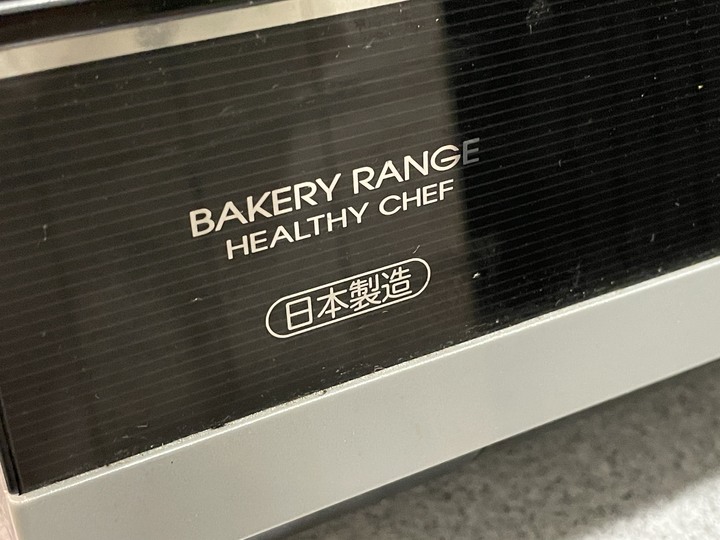 BAKERY RANGE
HEALTHY CHEF
日本製造